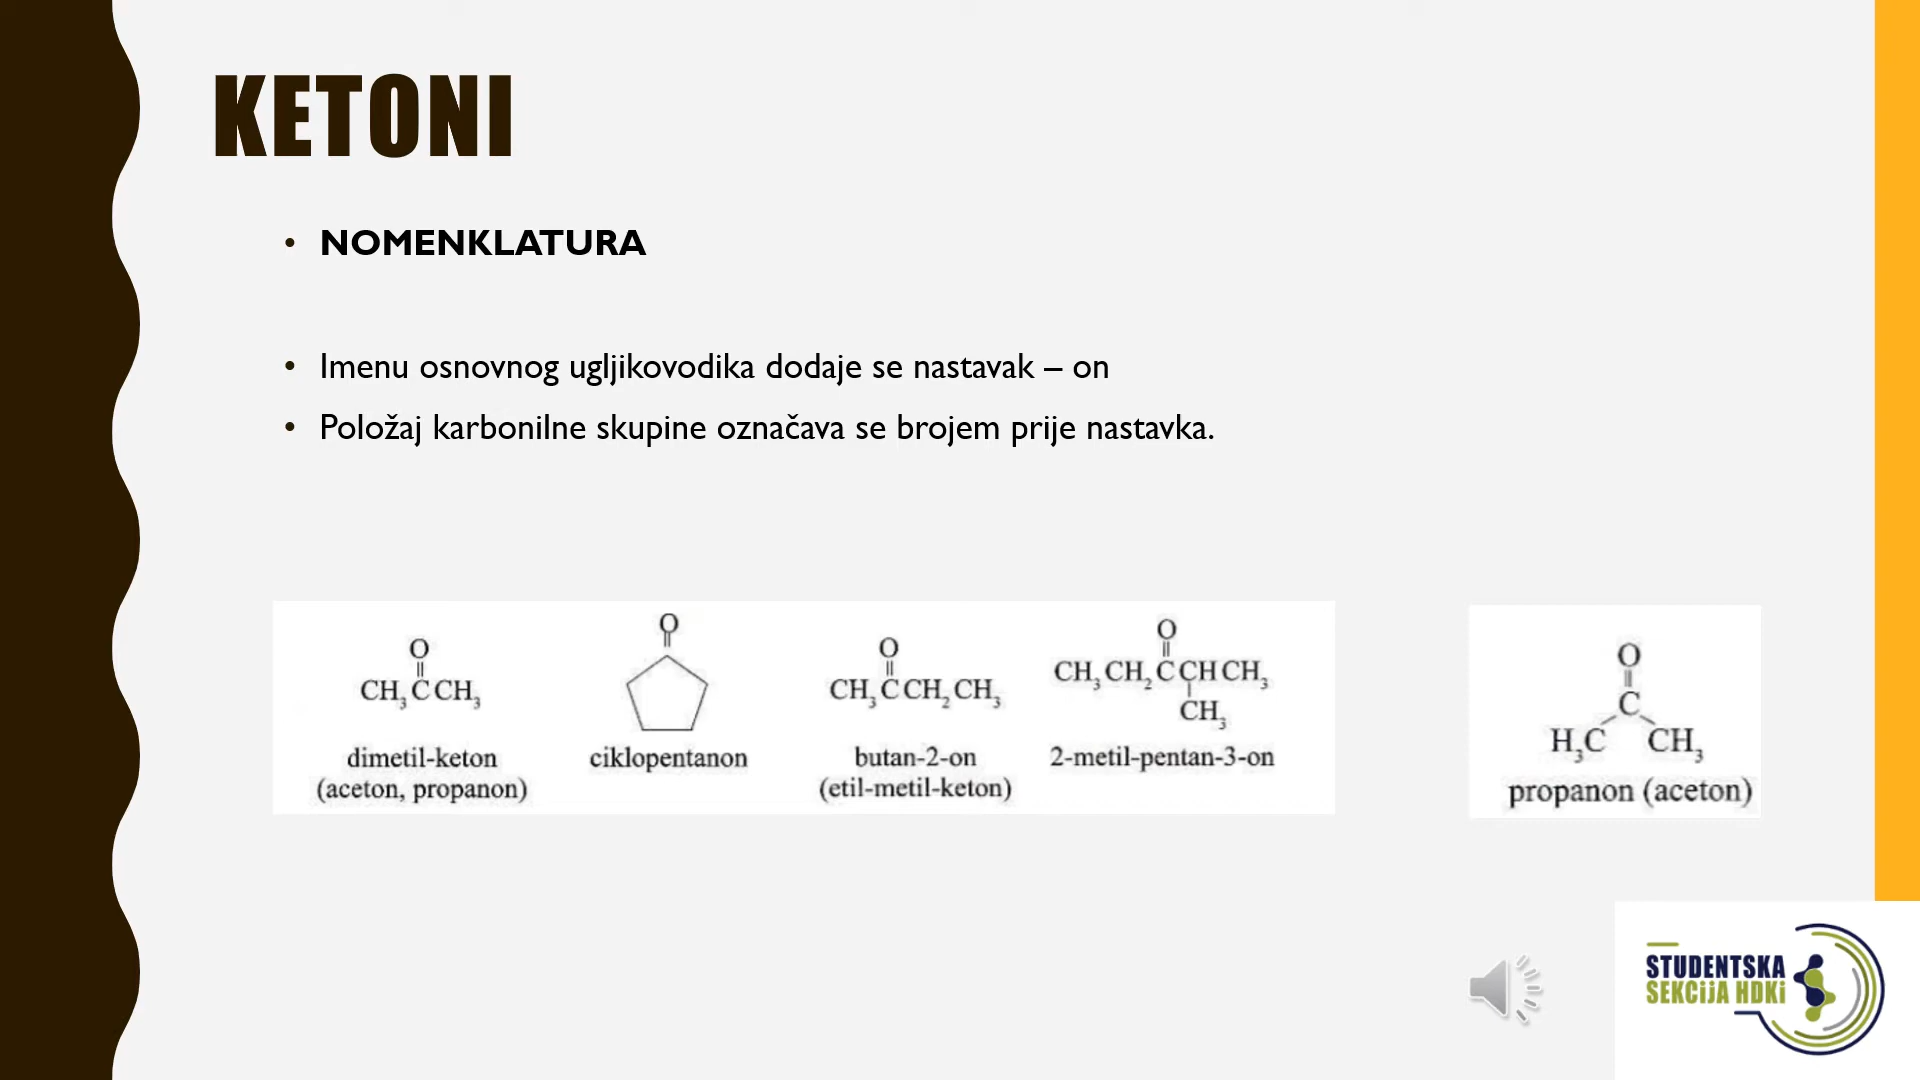 KETONI
• NOMENKLATURA
• Imenu osnovnog ugljikovodika dodaje se nastavak – on
• Položaj karbonilne skupine označava se brojem prije nastavka.
O
CH₃CCH₃
dimetil-keton
(aceton, propanon)
O
ciklopentanon
O
CH₃CCH₂CH₃
butan-2-on
(etil-metil-keton)
O
CH₃CH₂CCHCH₃
CH₃
2-metil-pentan-3-on
O
C
H₃C CH₃
propanon (aceton)
STUDENTSKA
SEKCIJA HDKI